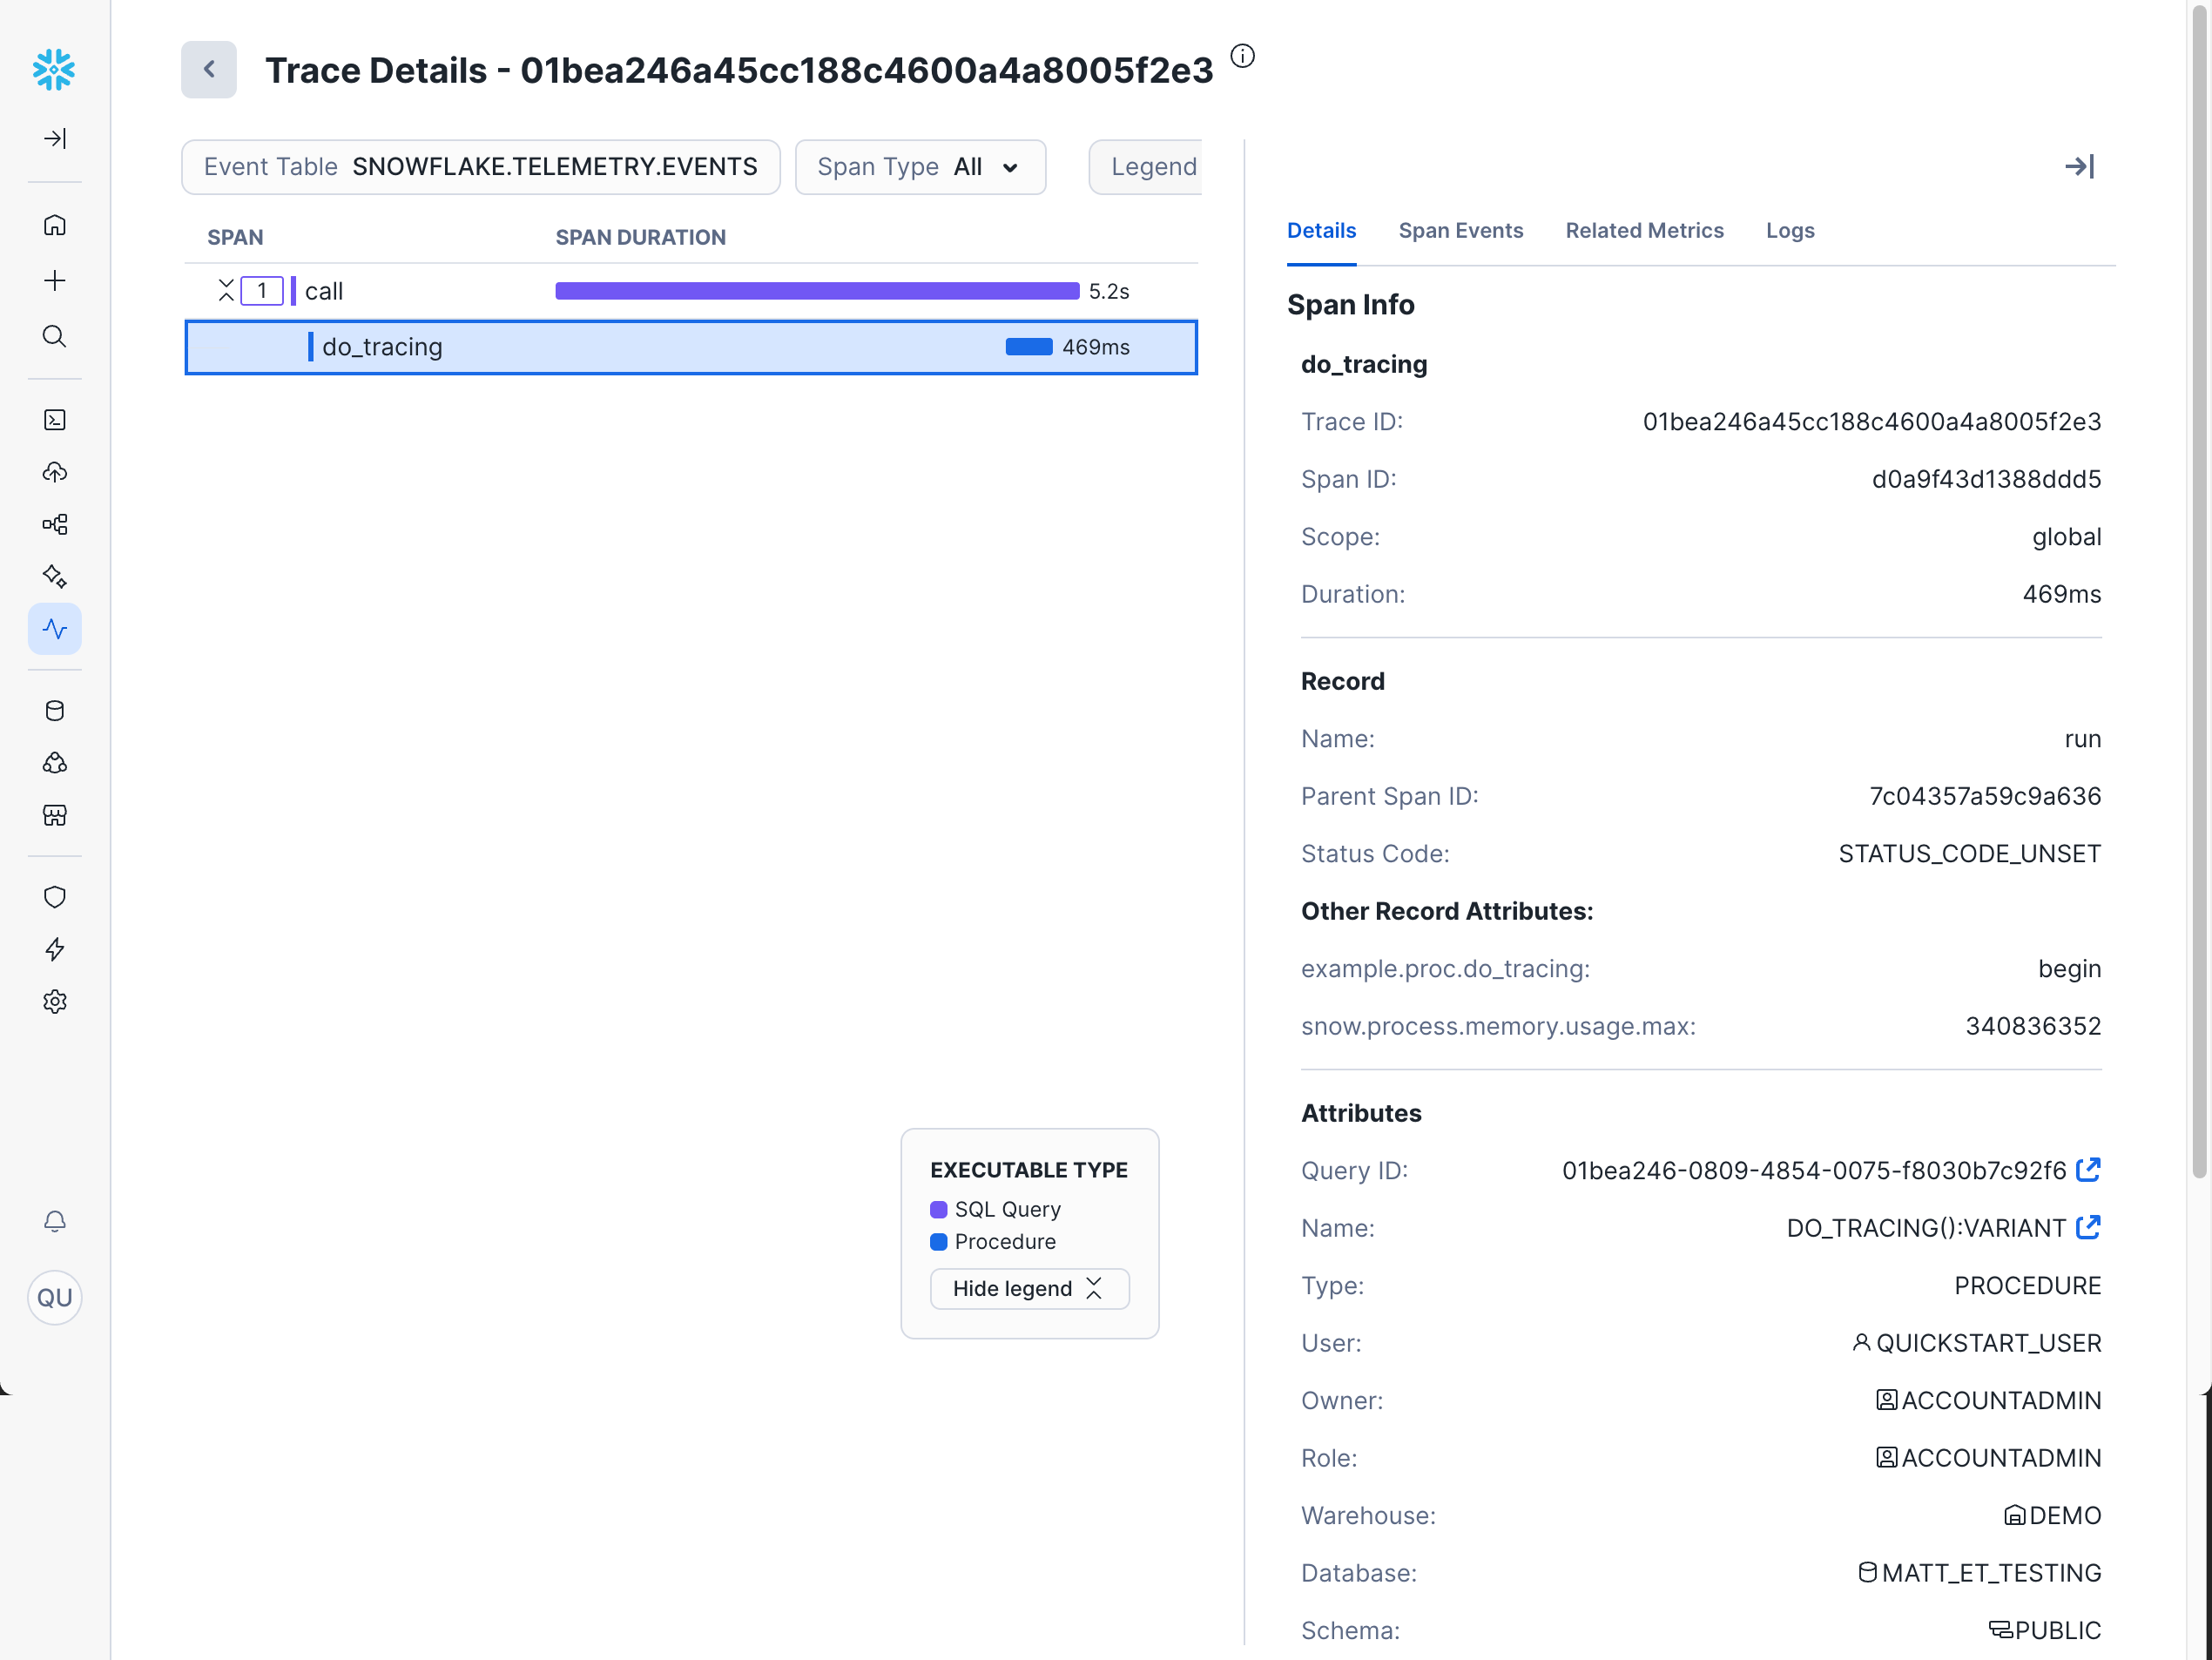 Trace Details - 01bea246a45cc188c4600a4a8005f2e3
Event Table SNOWFLAKE.TELEMETRY.EVENTS
Span Type All
Legend
SPAN
SPAN DURATION
1 call
5.2s
do_tracing
469ms
EXECUTABLE TYPE
SQL Query
Procedure
Hide legend
QU
Details
Span Events
Related Metrics
Logs
Span Info
do_tracing
Trace ID: 01bea246a45cc188c4600a4a8005f2e3
Span ID: d0a9f43d1388ddd5
Scope: global
Duration: 469ms
Record
Name: run
Parent Span ID: 7c04357a59c9a636
Status Code: STATUS_CODE_UNSET
Other Record Attributes:
example.proc.do_tracing: begin
snow.process.memory.usage.max: 340836352
Attributes
Query ID: 01bea246-0809-4854-0075-f8030b7c92f6
Name: DO_TRACING():VARIANT
Type: PROCEDURE
User: QUICKSTART_USER
Owner: ACCOUNTADMIN
Role: ACCOUNTADMIN
Warehouse: DEMO
Database: MATT_ET_TESTING
Schema: PUBLIC